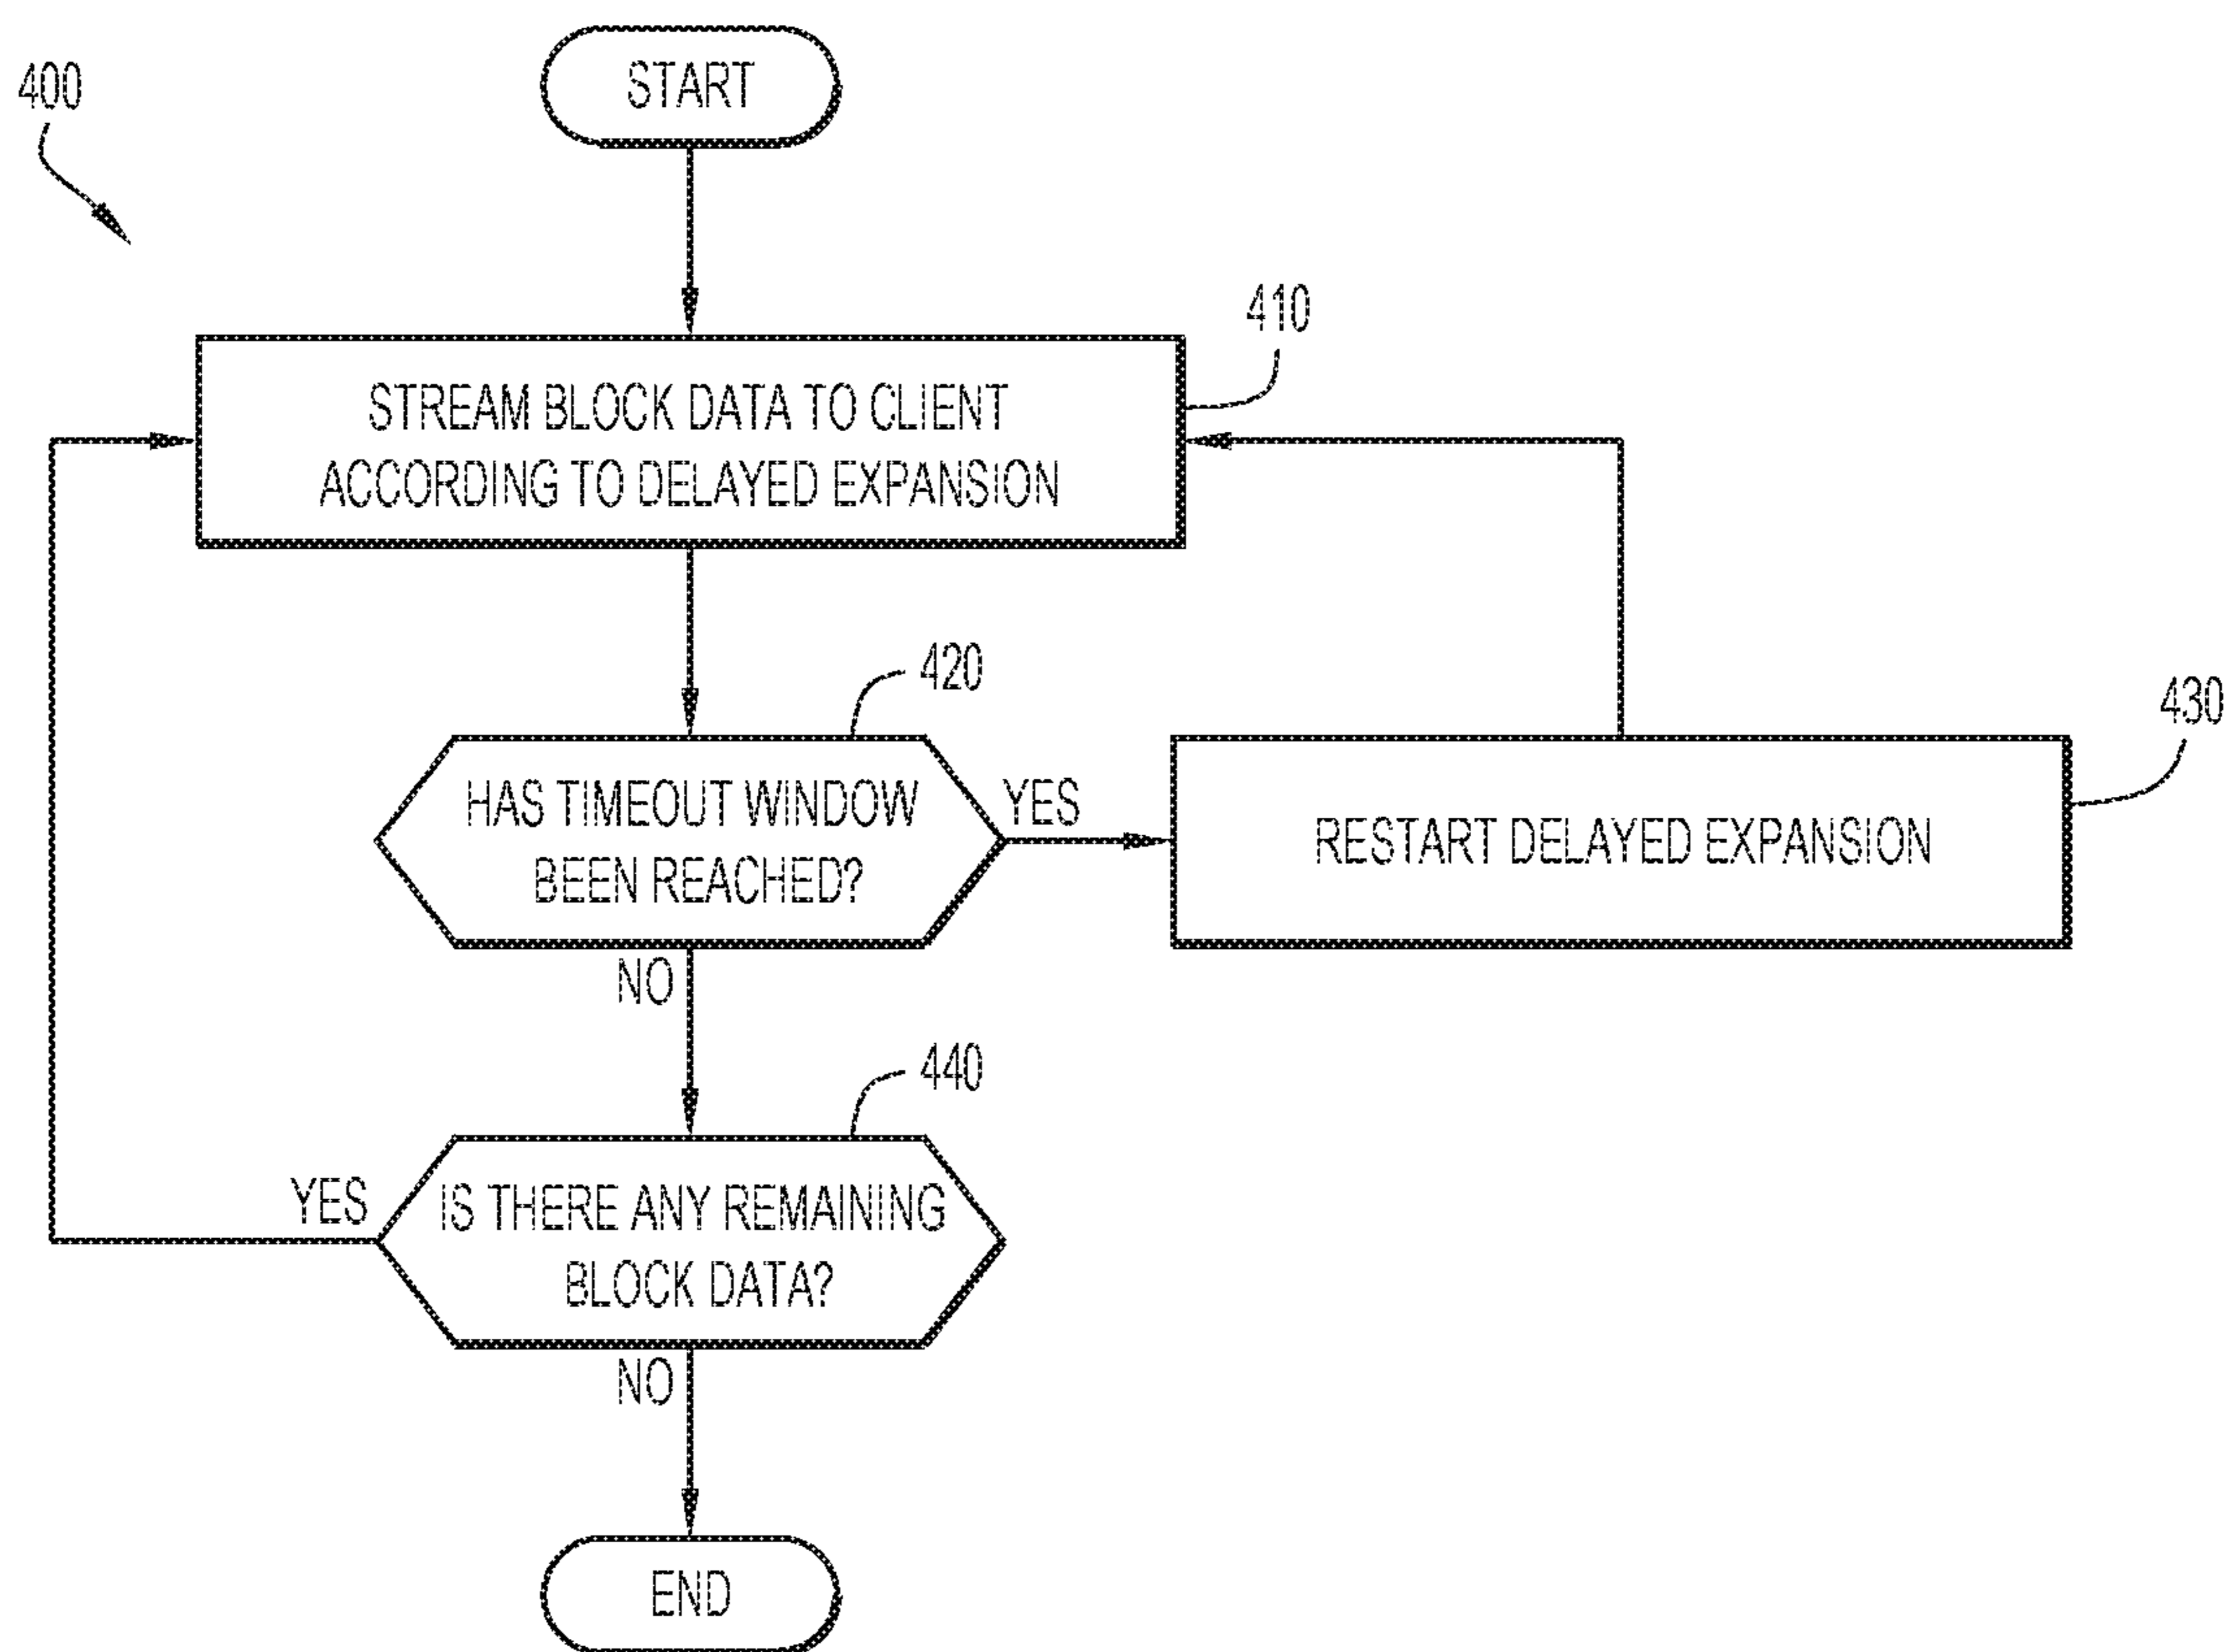 START
400
410
STREAM BLOCK DATA TO CLIENT
ACCORDING TO DELAYED EXPANSION
420
430
HAS TIMEOUT WINDOW
BEEN REACHED?
YES
RESTART DELAYED EXPANSION
NO
440
YES
IS THERE ANY REMAINING
BLOCK DATA?
NO
END